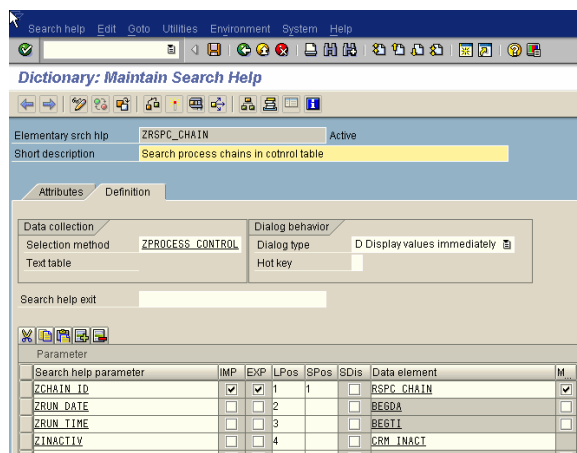 Search help Edit Goto Utilities Environment System Help
Dictionary: Maintain Search Help
Elementary srch hlp ZRSPC_CHAIN Active
Short description Search process chains in cotnrol table
Attributes Definition
Data collection Dialog behavior
Selection method ZPROCESS_CONTROL Dialog type D Display values immediately
Text table Hot key
Search help exit
Parameter
Search help parameter IMP EXP LPos SPos SDis Data element M...
ZCHAIN_ID 1 1 RSPC_CHAIN
ZRUN_DATE 2 BEGDA
ZRUN_TIME 3 BEGTI
ZINACTIV 4 CRM_INACT